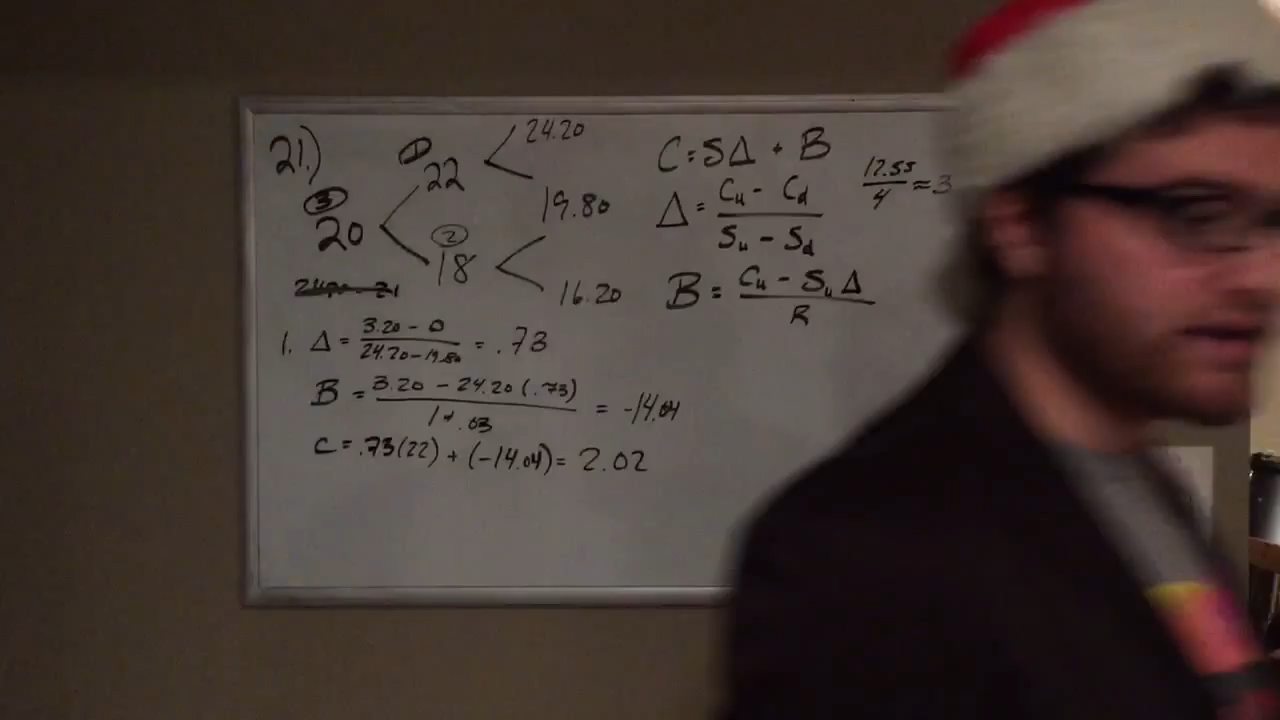 21.)
① 22
24.20
19.80
③ 20
② 18
16.20
1. Δ = (3.20 - 0) / (24.20 - 19.80) = .73
B = (3.20 - 24.20(.73)) / (1+.03) = -14.04
C = .73(22) + (-14.04) = 2.02
C = SΔ + B
Δ = (Cu - Cd) / (Su - Sd)
B = (Cu - SuΔ) / R
12.55 / 4 ≈ 3